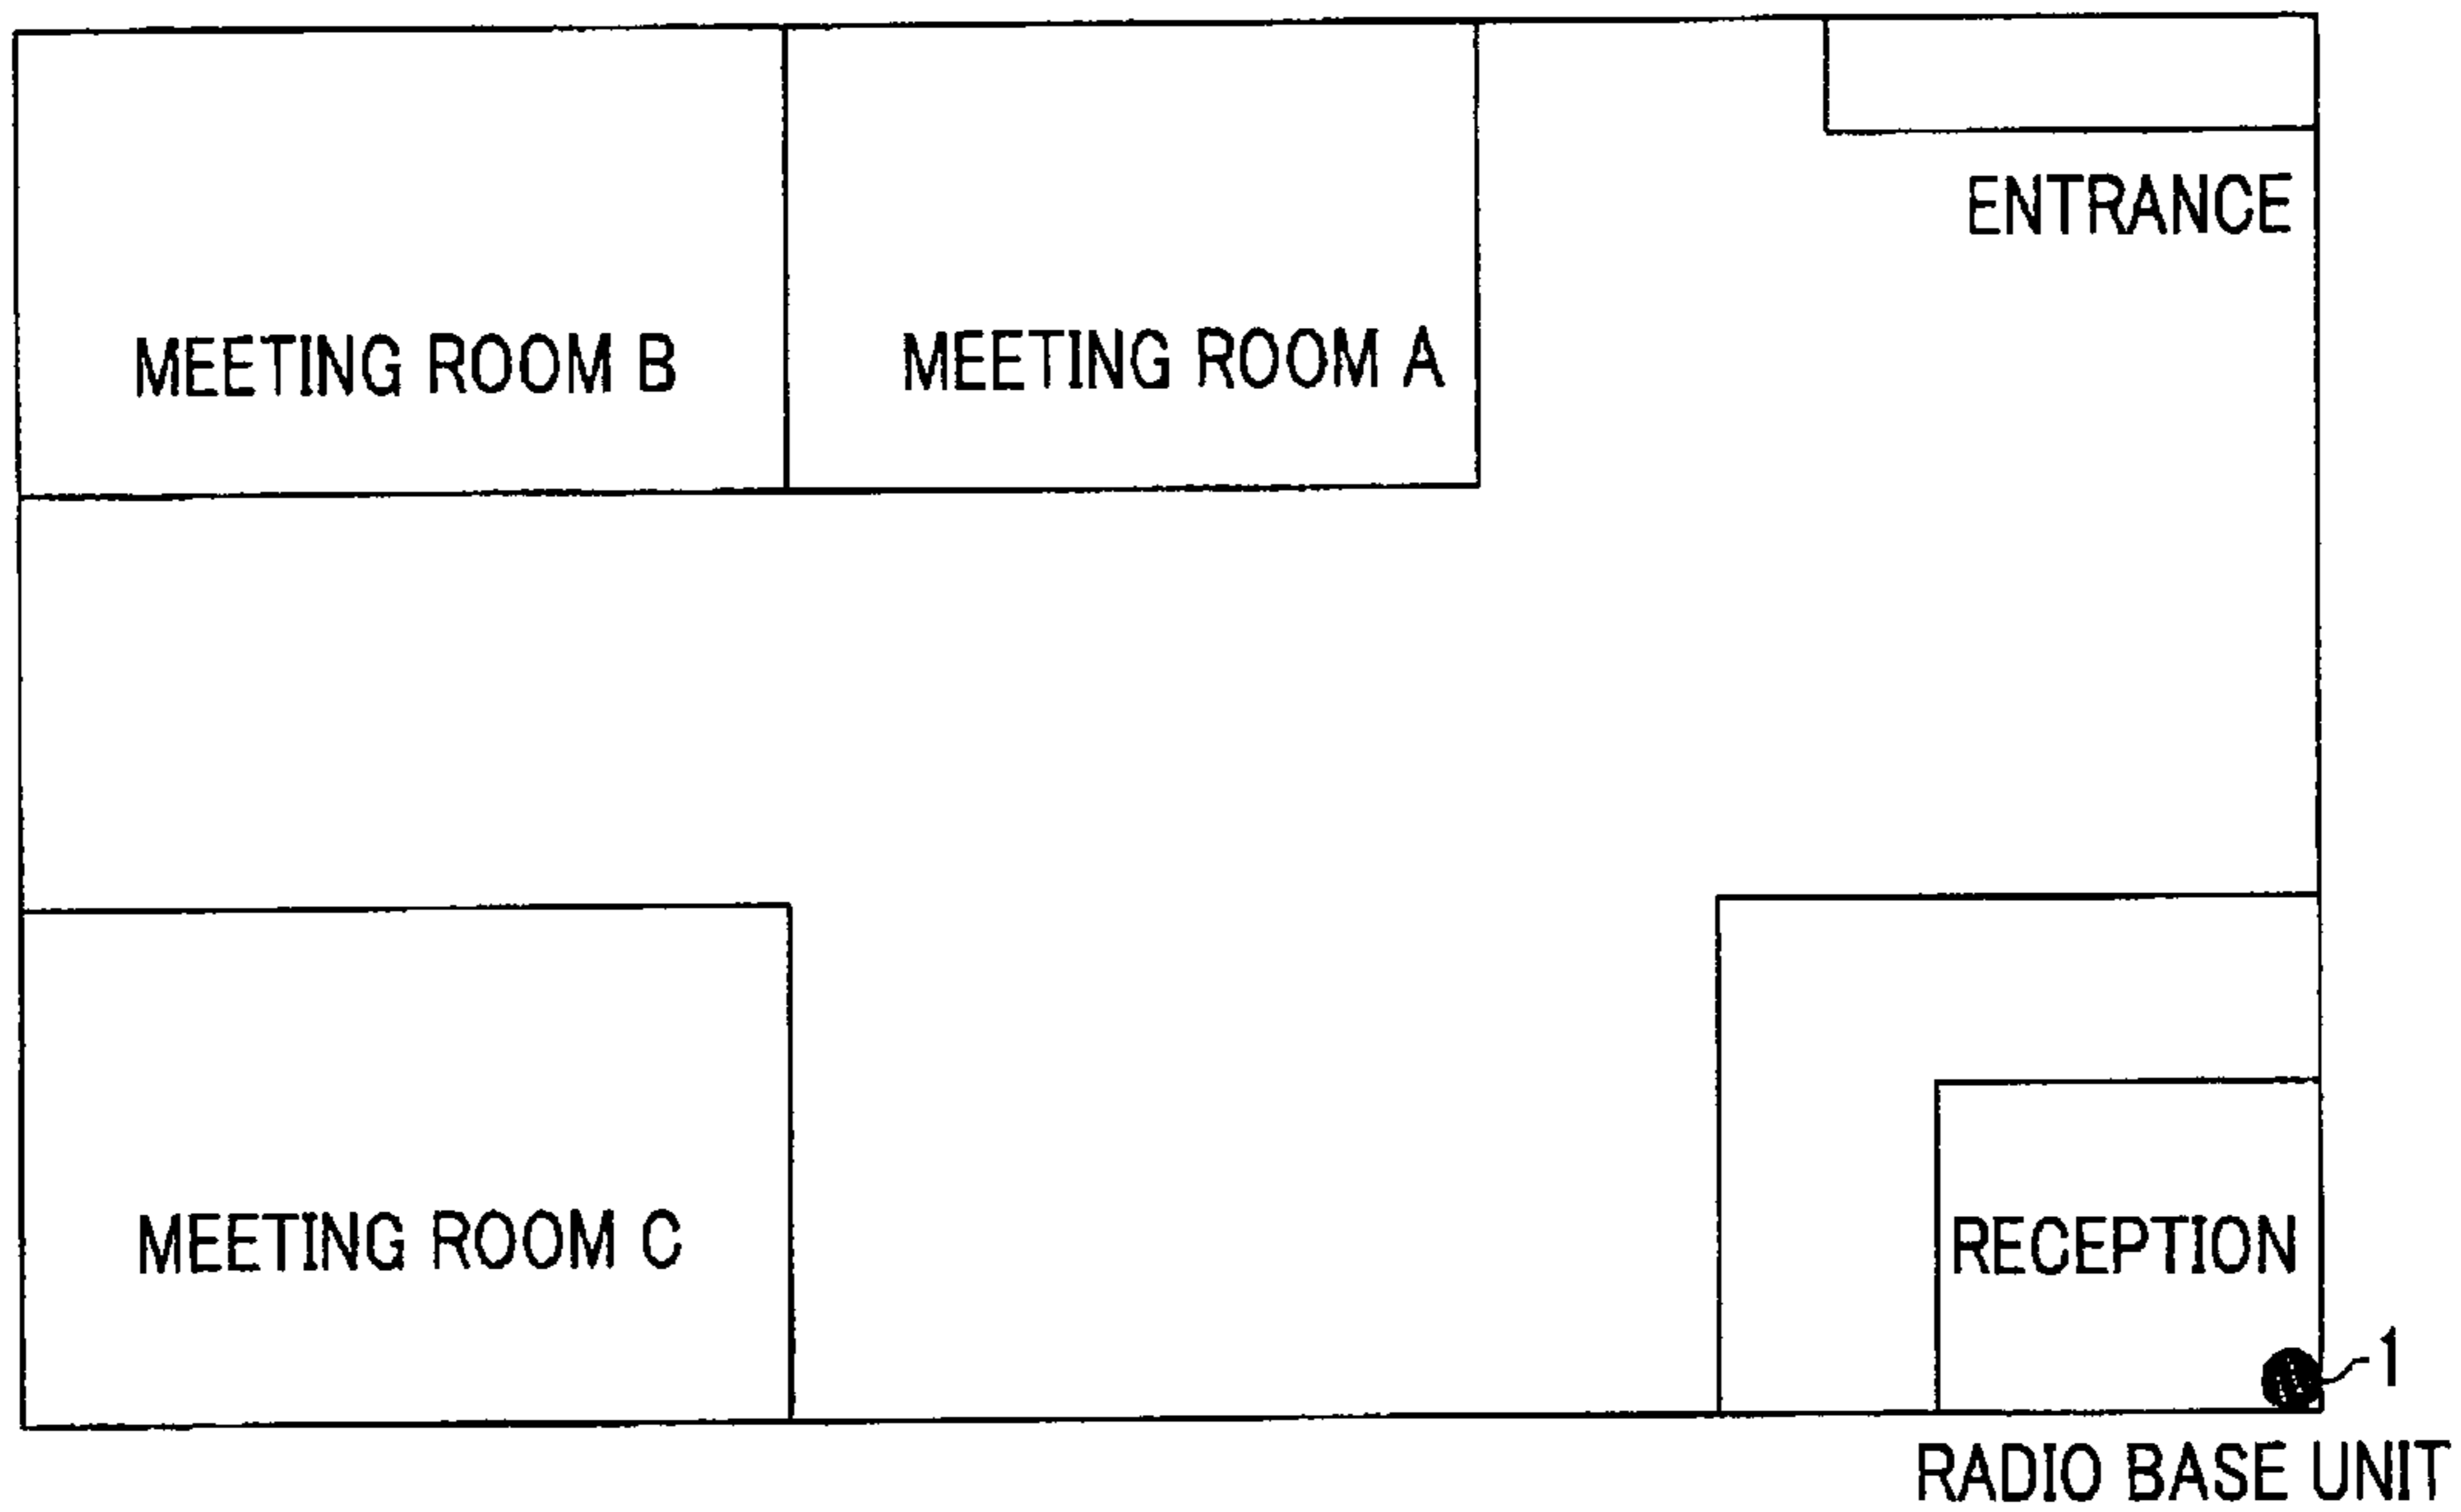 ENTRANCE
MEETING ROOM B
MEETING ROOM A
MEETING ROOM C
RECEPTION
1
RADIO BASE UNIT